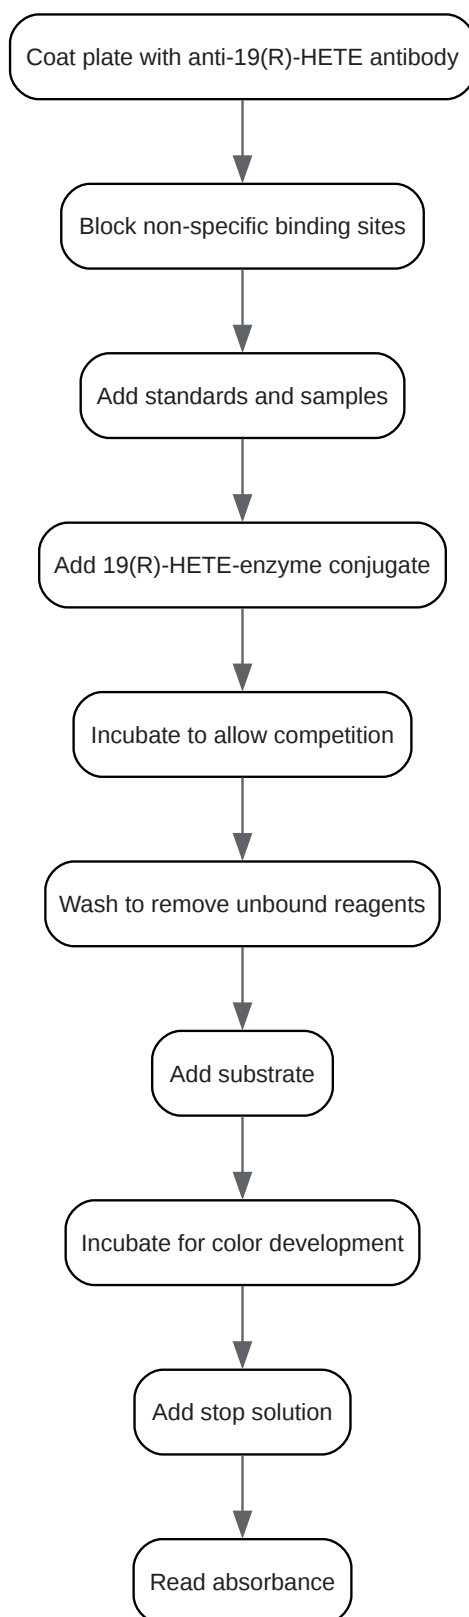 Coat plate with anti-19(R)-HETE antibody
Block non-specific binding sites
Add standards and samples
Add 19(R)-HETE-enzyme conjugate
Incubate to allow competition
Wash to remove unbound reagents
Add substrate
Incubate for color development
Add stop solution
Read absorbance